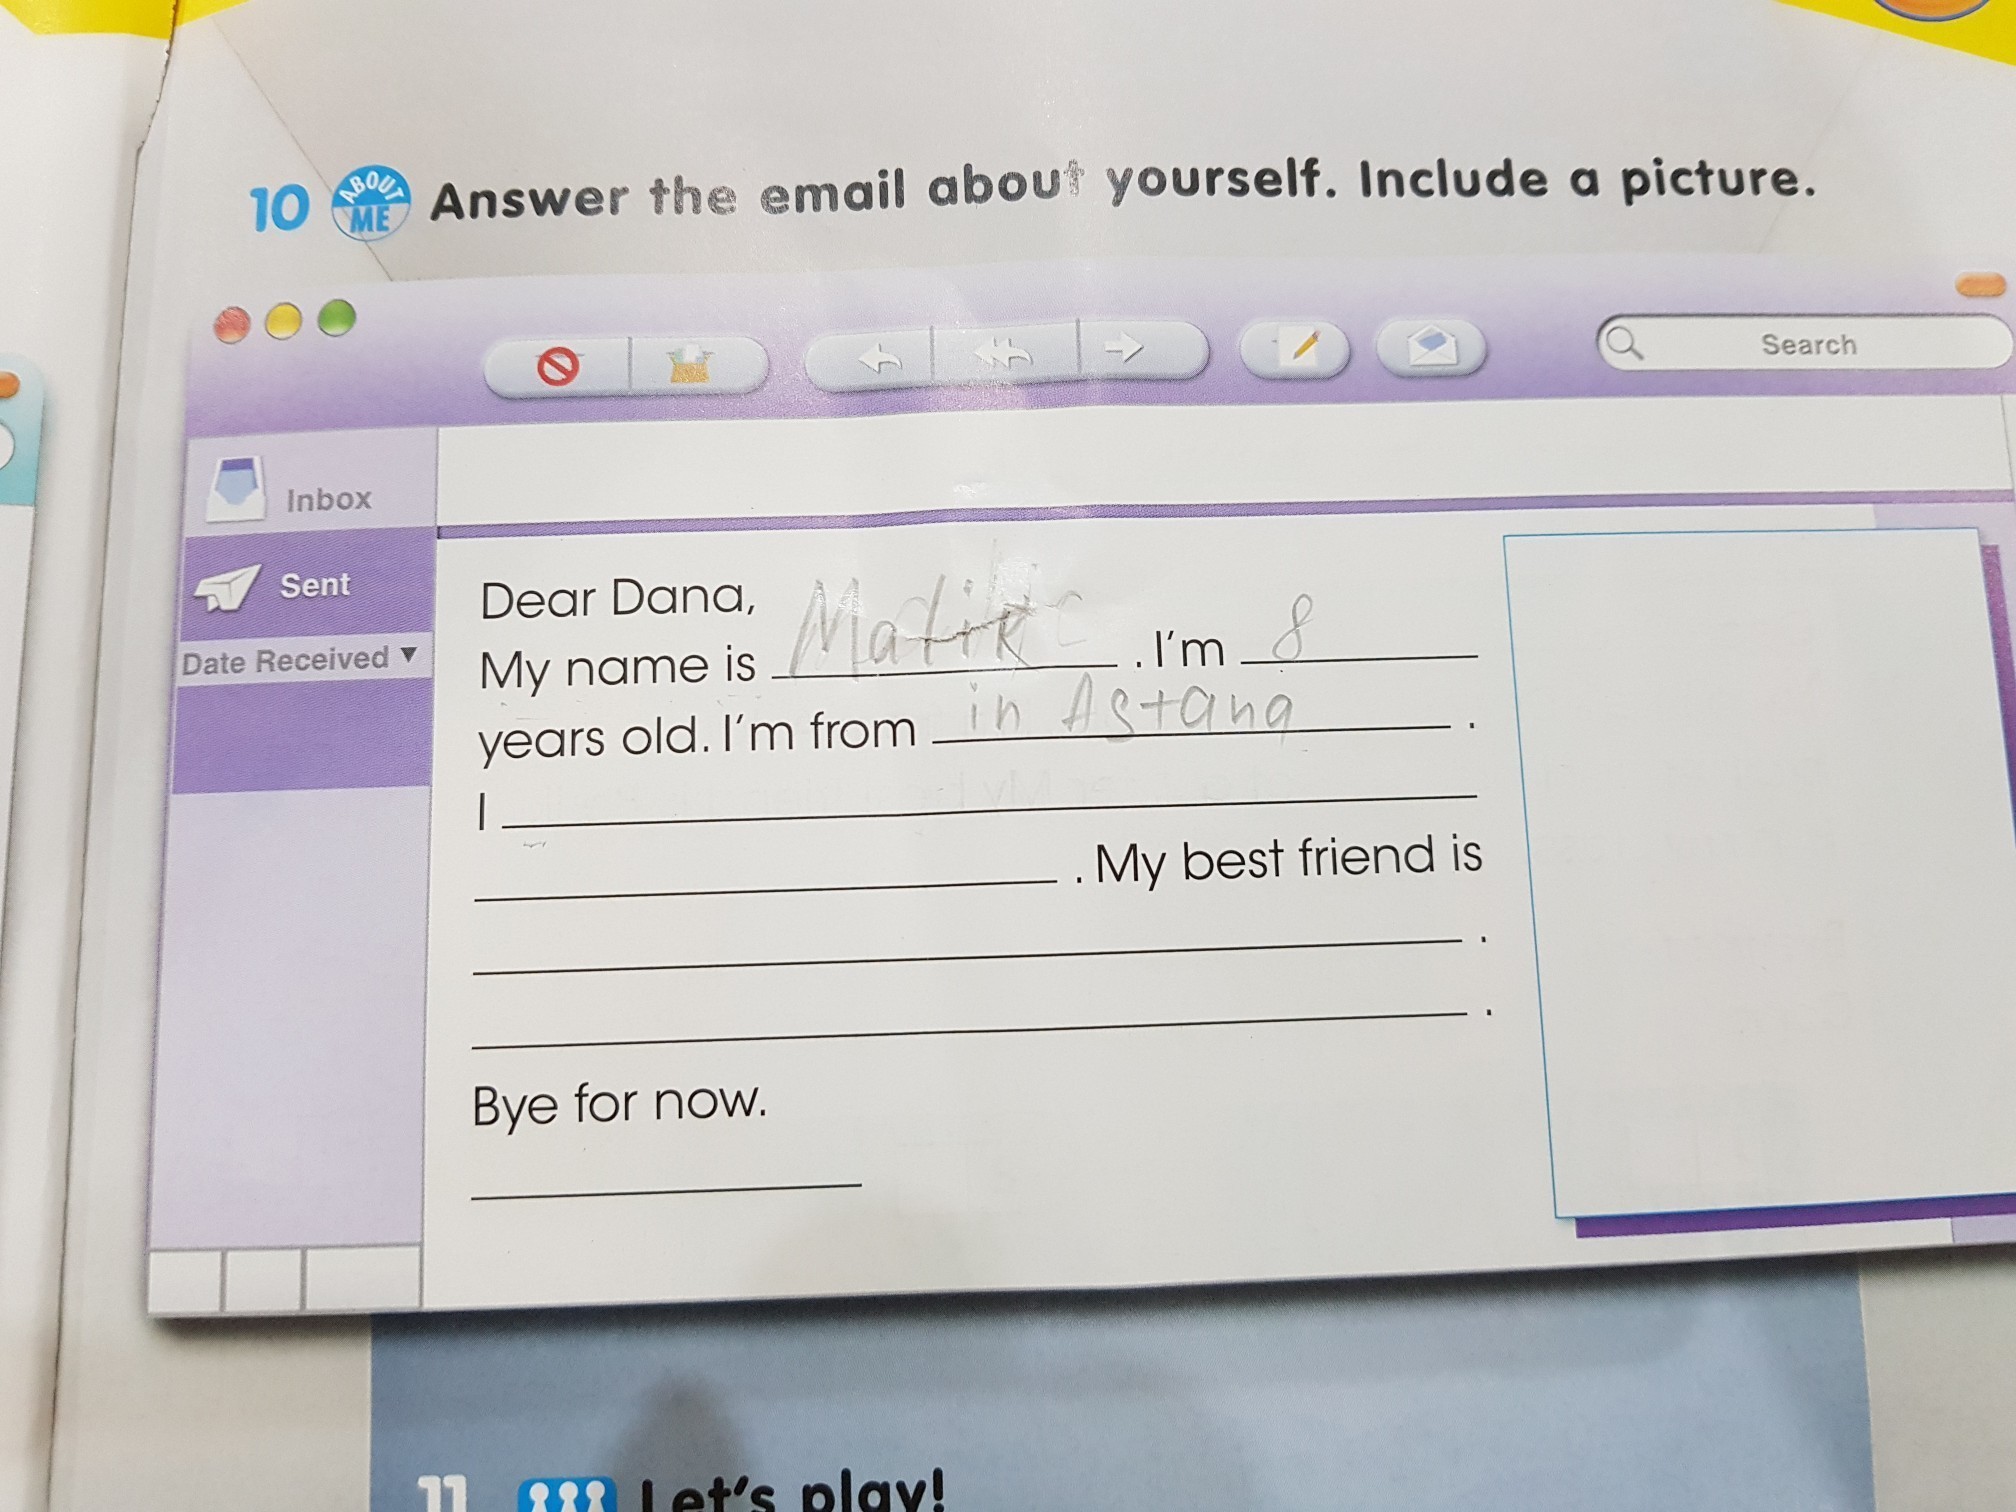 10 ABOUT ME Answer the email about yourself. Include a picture.
Search
Inbox
Sent
Date Received ▼
Dear Dana,
My name is . I'm 8
years old. I'm from in Astana .
I
. My best friend is
.
.
Bye for now.
11 Let's play!